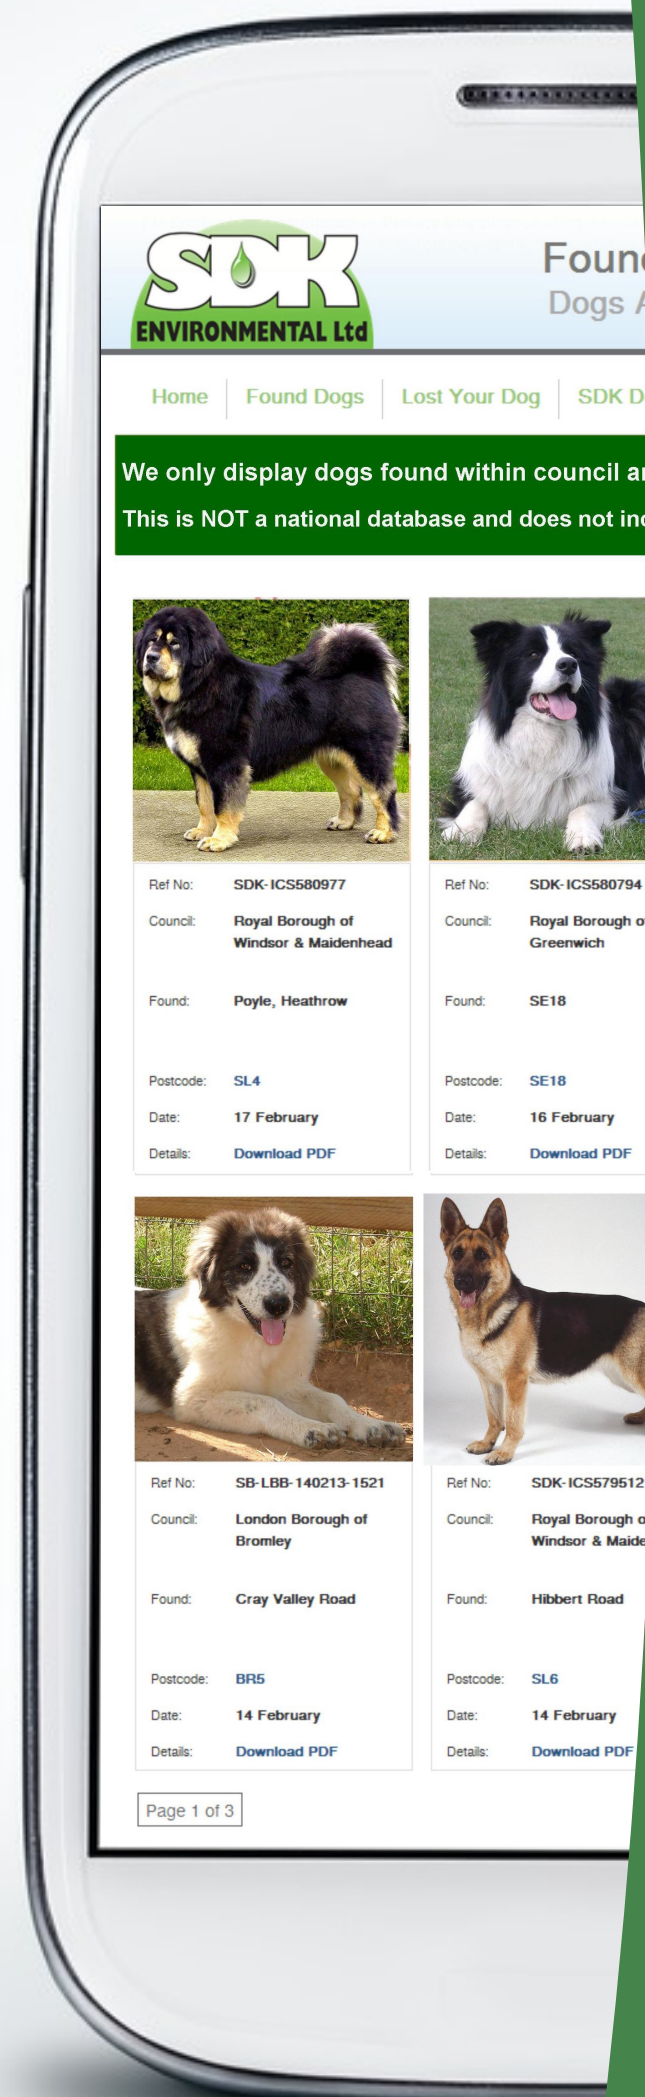 SDK
ENVIRONMENTAL Ltd
Foun
Dogs A
Home Found Dogs Lost Your Dog SDK D
We only display dogs found within council a
This is NOT a national database and does not in
Ref No: SDK-ICS580977
Council: Royal Borough of
Windsor & Maidenhead
Found: Poyle, Heathrow
Postcode: SL4
Date: 17 February
Details: Download PDF
Ref No: SDK-ICS580794
Council: Royal Borough o
Greenwich
Found: SE18
Postcode: SE18
Date: 16 February
Details: Download PDF
Ref No: SB-LBB-140213-1521
Council: London Borough of
Bromley
Found: Cray Valley Road
Postcode: BR5
Date: 14 February
Details: Download PDF
Ref No: SDK-ICS579512
Council: Royal Borough o
Windsor & Maide
Found: Hibbert Road
Postcode: SL6
Date: 14 February
Details: Download PDF
Page 1 of 3